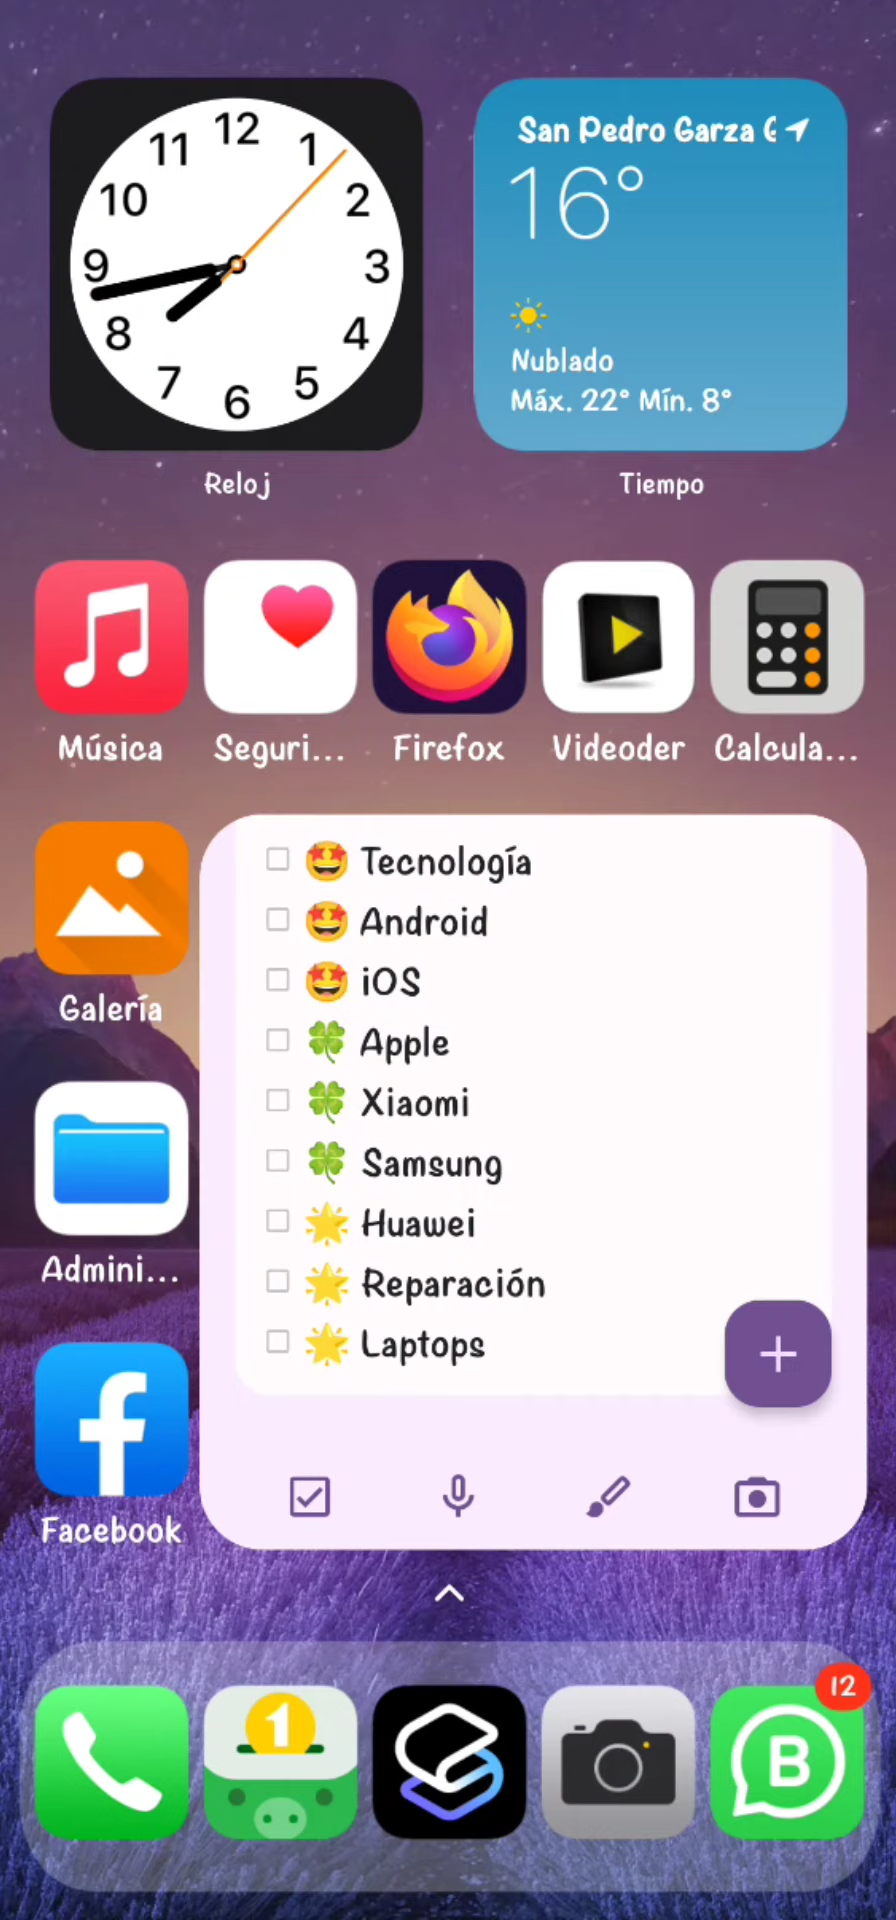 12
11 1
10 2
9 3
8 4
7 5
6
Reloj
San Pedro Garza G
16°
Nublado
Máx. 22° Mín. 8°
Tiempo
Música Seguri... Firefox Videoder Calcula...
Galería
Admini...
Facebook
🤩 Tecnología
🤩 Android
🤩 iOS
🍀 Apple
🍀 Xiaomi
🍀 Samsung
🌟 Huawei
🌟 Reparación
🌟 Laptops
+
1
12
B